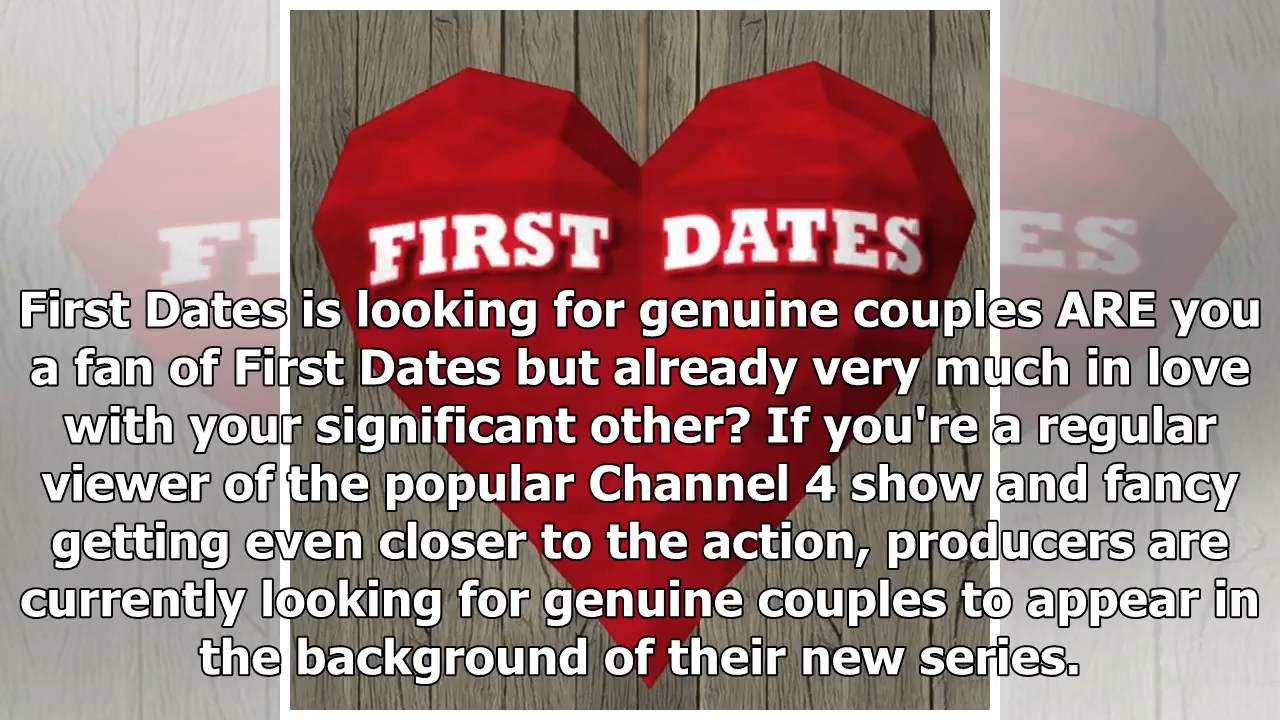 FIRST DATES
First Dates is looking for genuine couples ARE you
a fan of First Dates but already very much in love
with your significant other? If you're a regular
viewer of the popular Channel 4 show and fancy
getting even closer to the action, producers are
currently looking for genuine couples to appear in
the background of their new series.